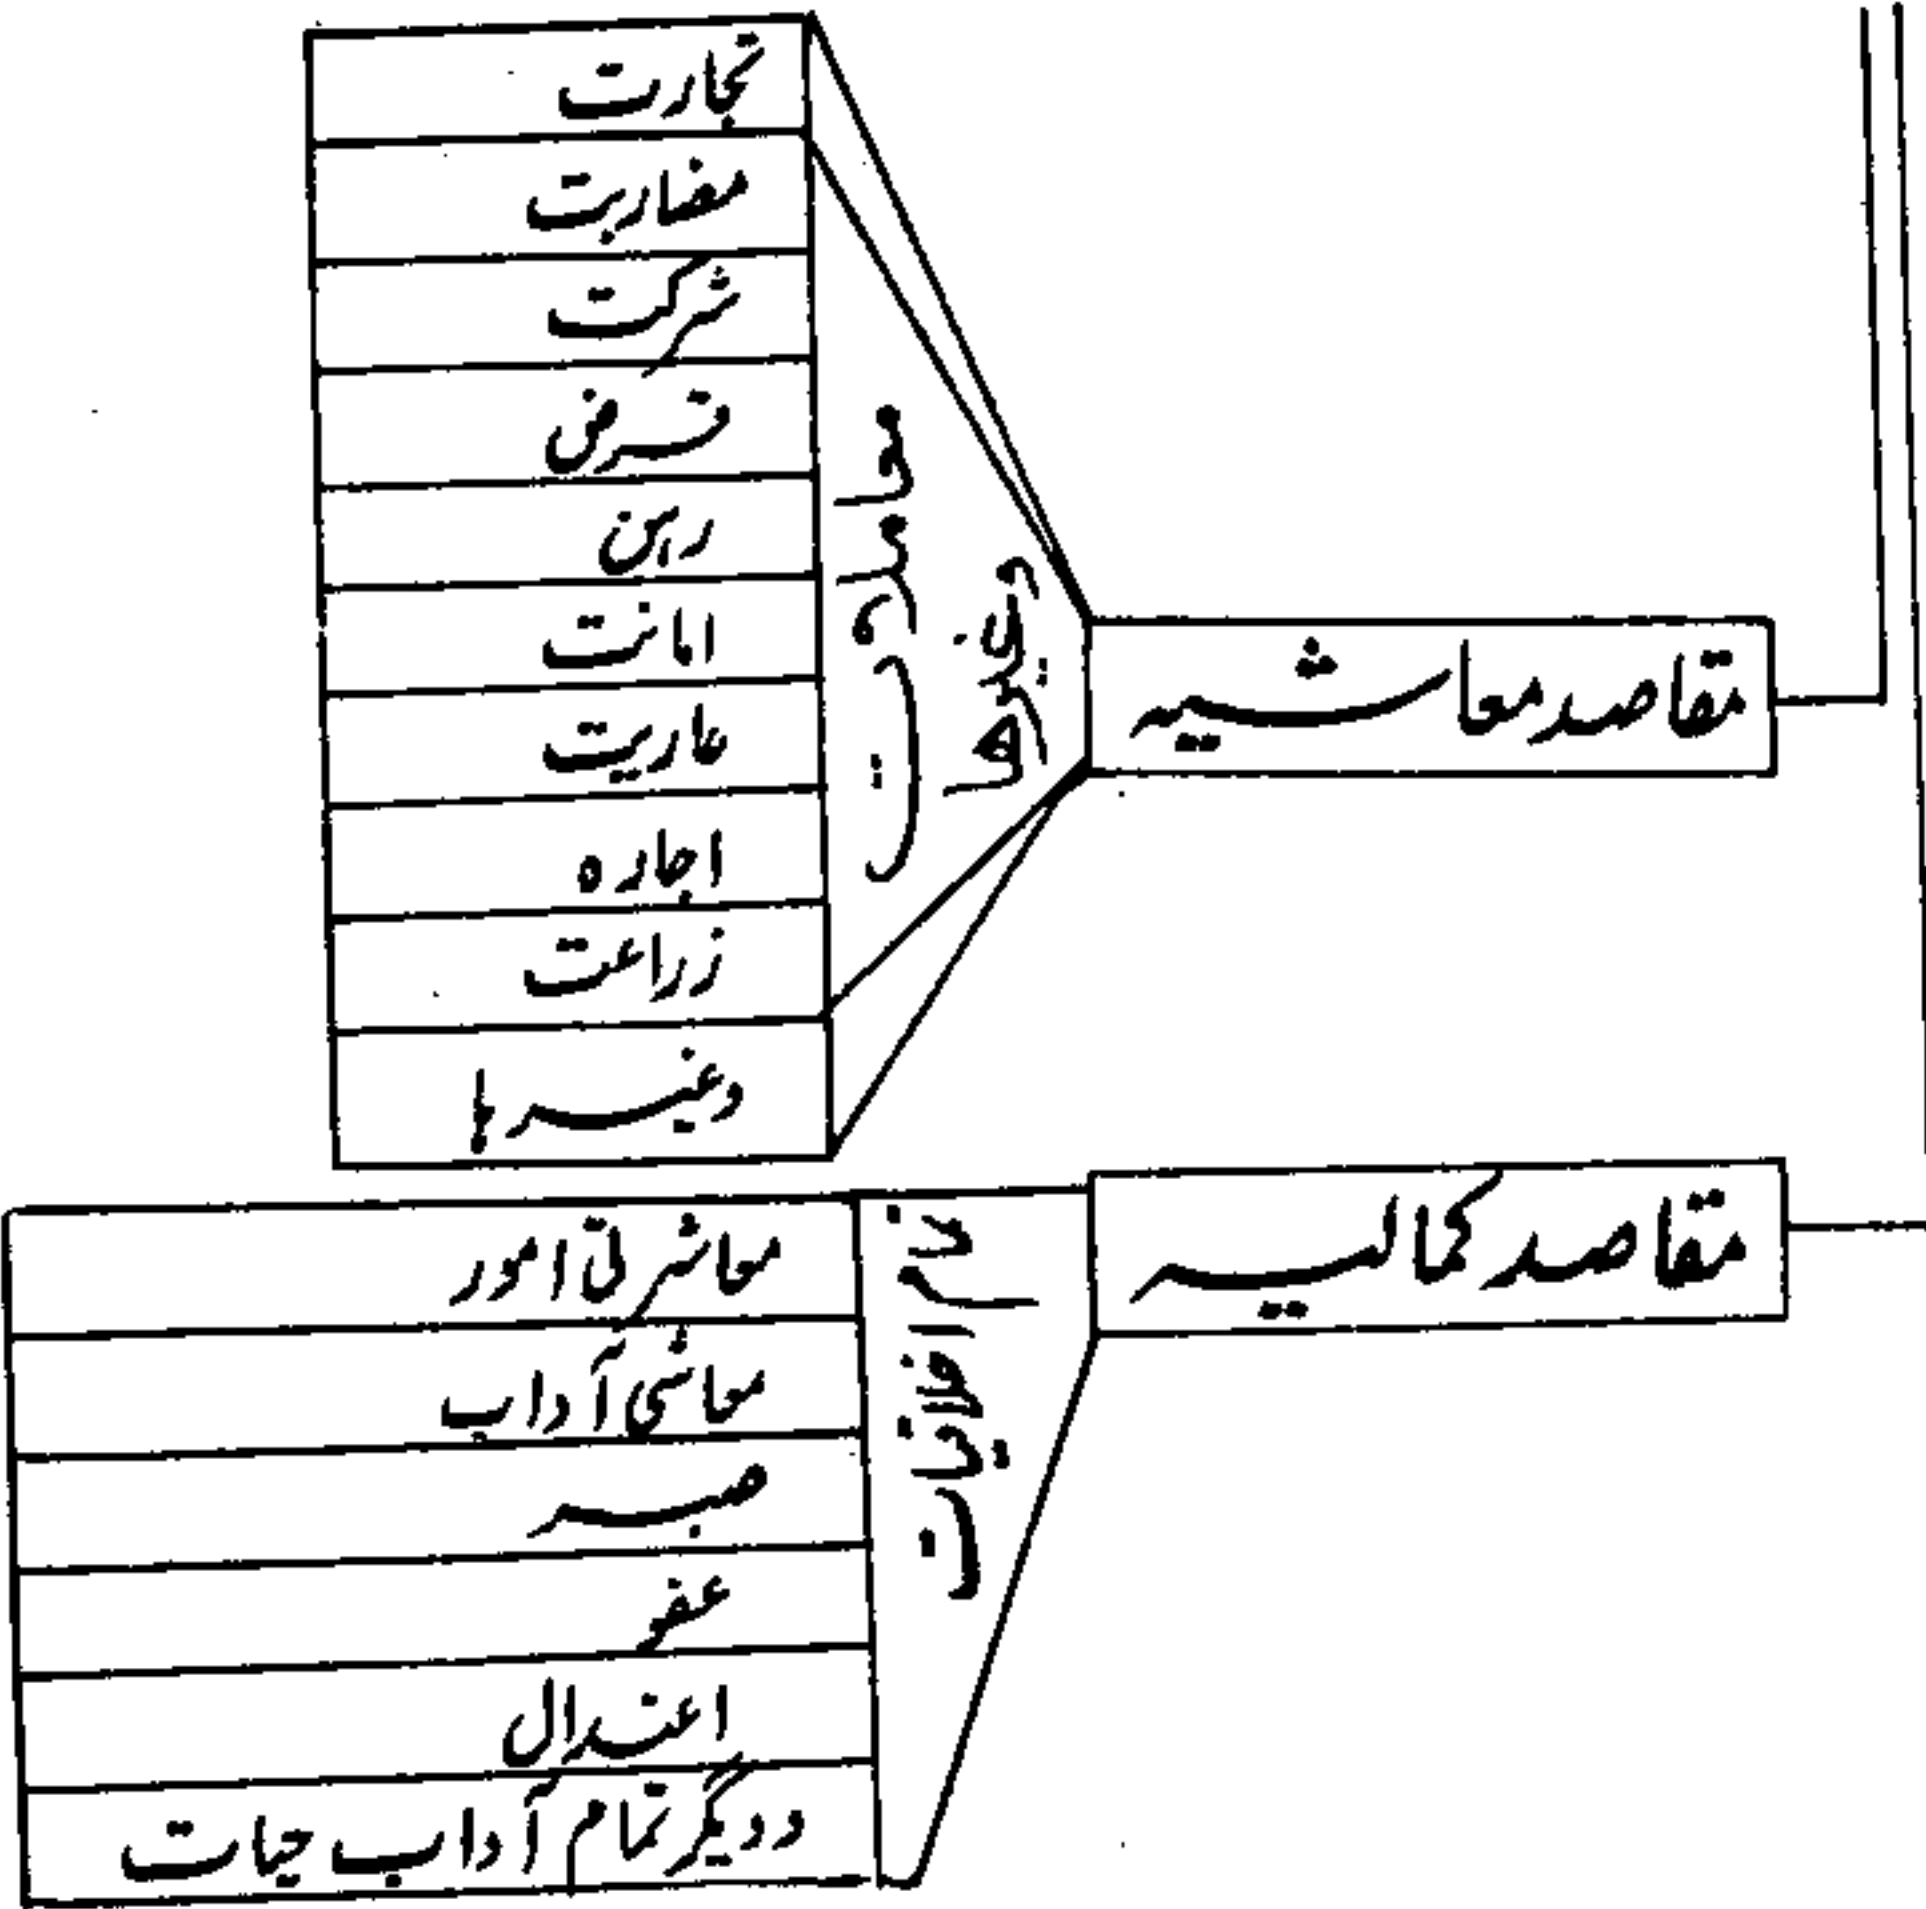 مقاصد معاشیہ
تجارت
مضاربت
شرکت
قرض
رہن
امانت
عاریت
اجارہ
زراعت
وغیرہا
مقاصد کمالیہ
معاشرتی امور
معاشی آداب
صبر
عفو
اعتدال
ودیگر تمام آداب حیات